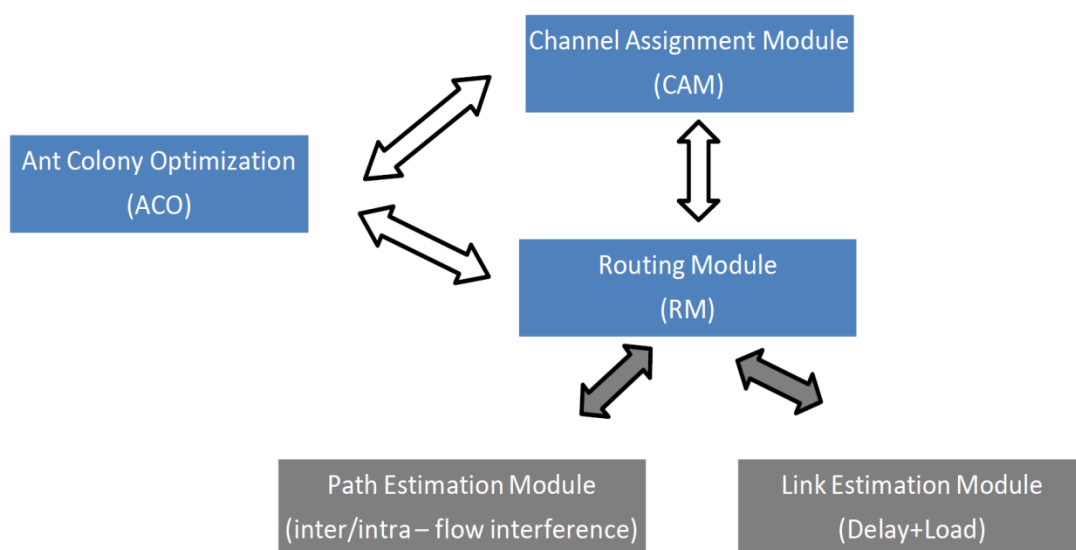 Channel Assignment Module
(CAM)
Ant Colony Optimization
(ACO)
Routing Module
(RM)
Path Estimation Module
(inter/intra – flow interference)
Link Estimation Module
(Delay+Load)